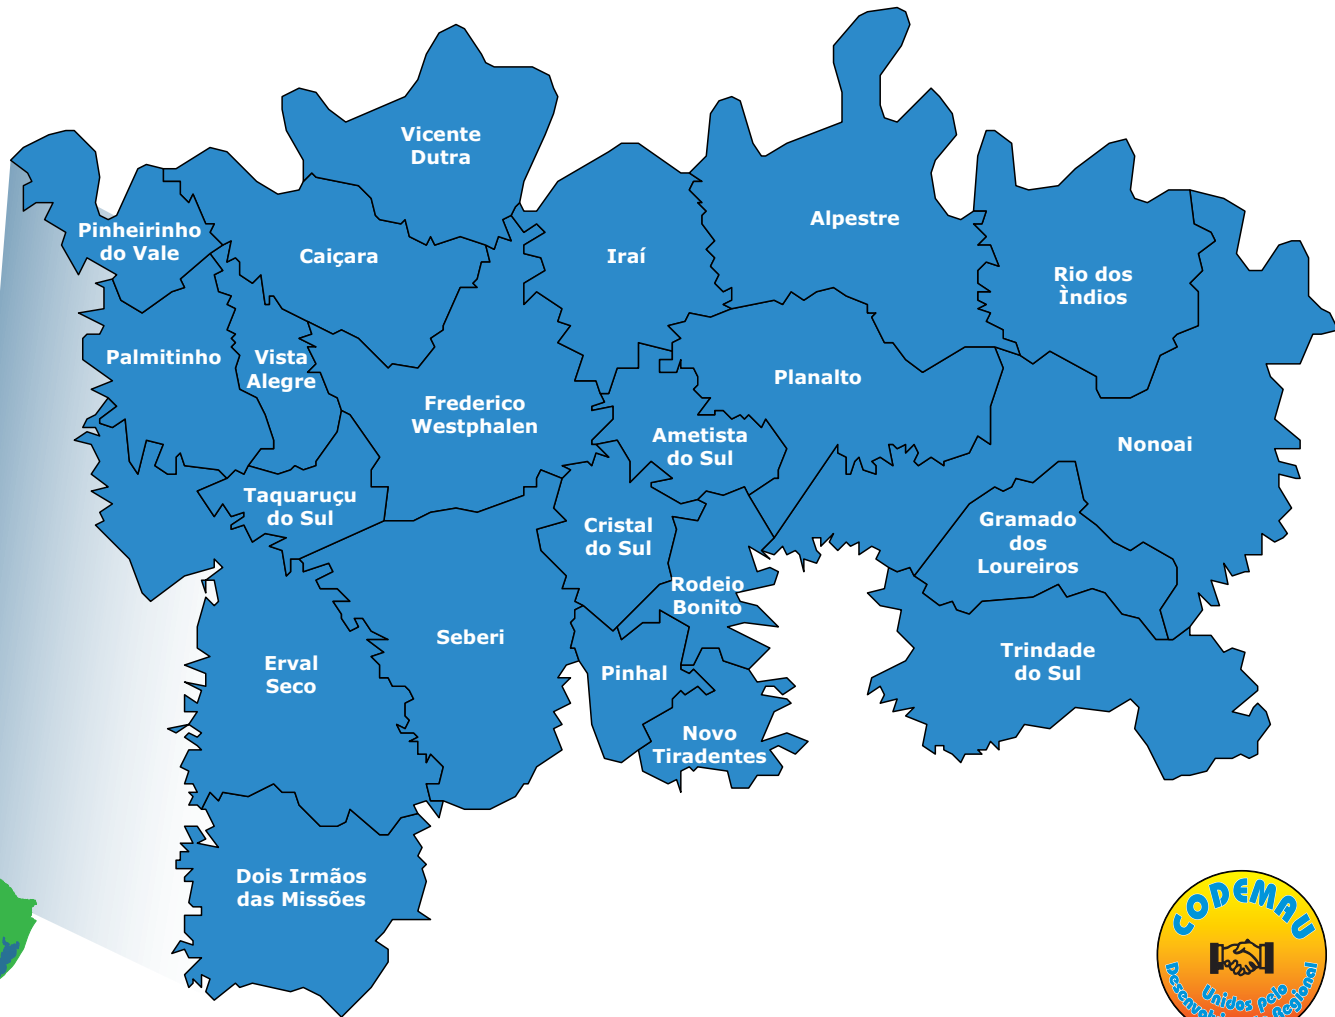 Vicente
Dutra
Pinheirinho
do Vale
Caiçara
Iraí
Alpestre
Rio dos
Ìndios
Palmitinho
Vista
Alegre
Frederico
Westphalen
Planalto
Ametista
do Sul
Nonoai
Taquaruçu
do Sul
Cristal
do Sul
Gramado
dos
Loureiros
Rodeio
Bonito
Seberi
Erval
Seco
Pinhal
Trindade
do Sul
Novo
Tiradentes
Dois Irmãos
das Missões
CODEMAU
Unidos pelo
Regional